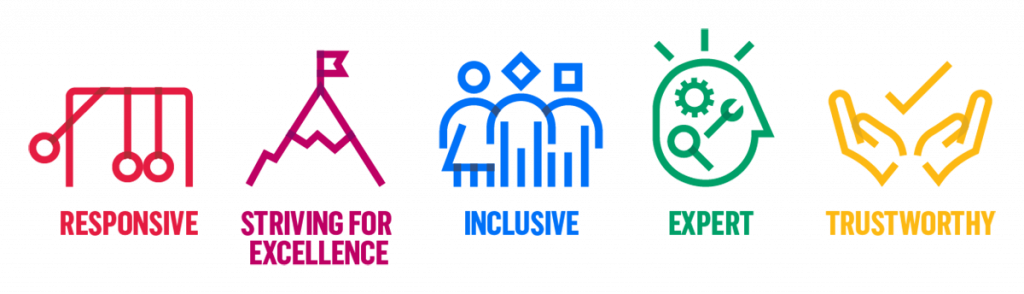 RESPONSIVE
STRIVING FOR
EXCELLENCE
INCLUSIVE
EXPERT
TRUSTWORTHY